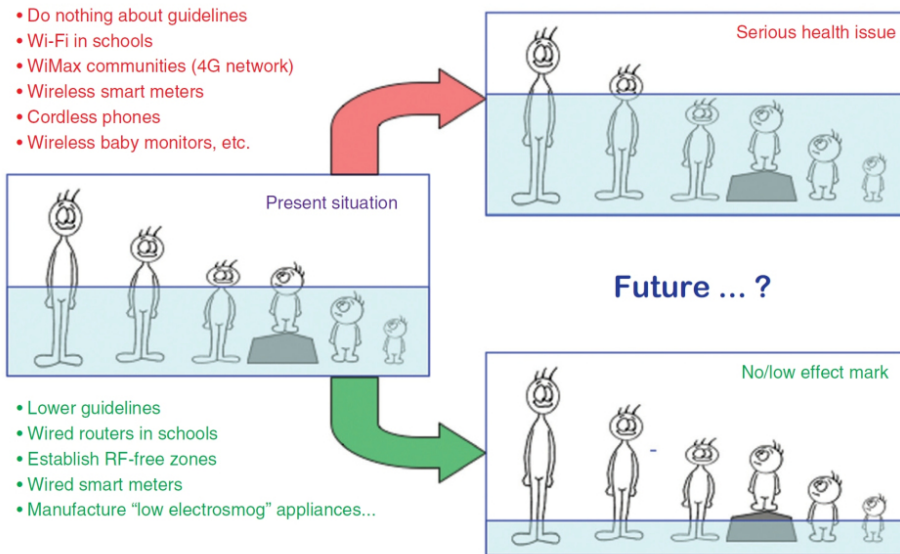 • Do nothing about guidelines
• Wi-Fi in schools
• WiMax communities (4G network)
• Wireless smart meters
• Cordless phones
• Wireless baby monitors, etc.
Serious health issue
Present situation
Future ... ?
No/low effect mark
• Lower guidelines
• Wired routers in schools
• Establish RF-free zones
• Wired smart meters
• Manufacture “low electrosmog” appliances...